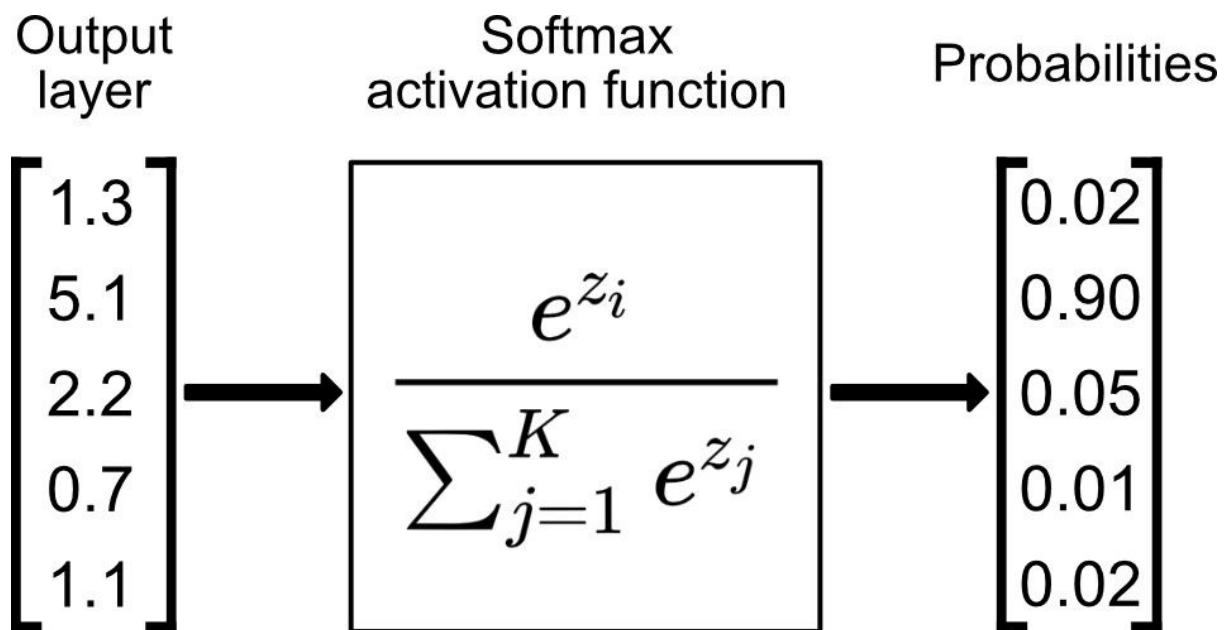 Output
layer
Softmax
activation function
Probabilities
1.3
5.1
2.2
0.7
1.1
e^{z_i}
∑_{j=1}^{K} e^{z_j}
0.02
0.90
0.05
0.01
0.02